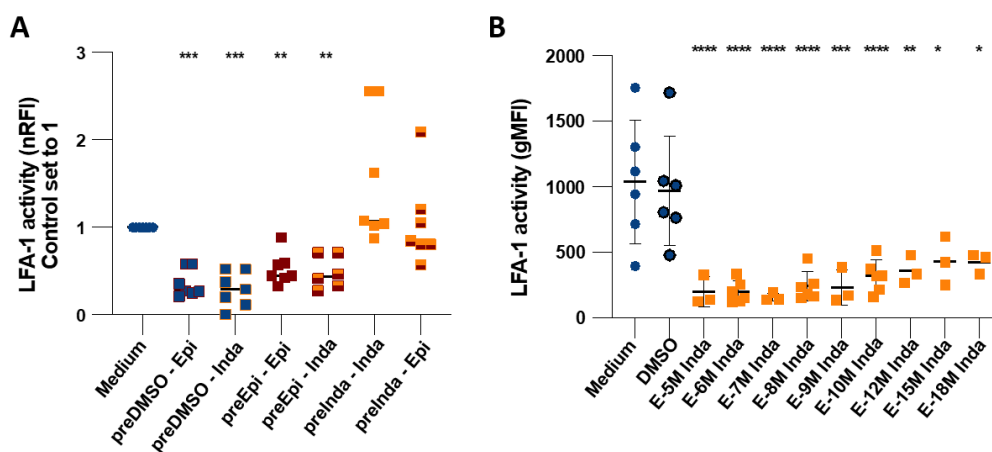 A
LFA-1 activity (nRFI)
Control set to 1
3
2
1
0
*** *** ** **
Medium
preDMSO - Epi
preDMSO - Inda
preEpi - Epi
preEpi - Inda
preInda - Inda
preInda - Epi
B
LFA-1 activity (gMFI)
2000
1500
1000
500
0
**** **** **** **** *** **** ** * *
Medium
DMSO
E-5M Inda
E-6M Inda
E-7M Inda
E-8M Inda
E-9M Inda
E-10M Inda
E-12M Inda
E-15M Inda
E-18M Inda